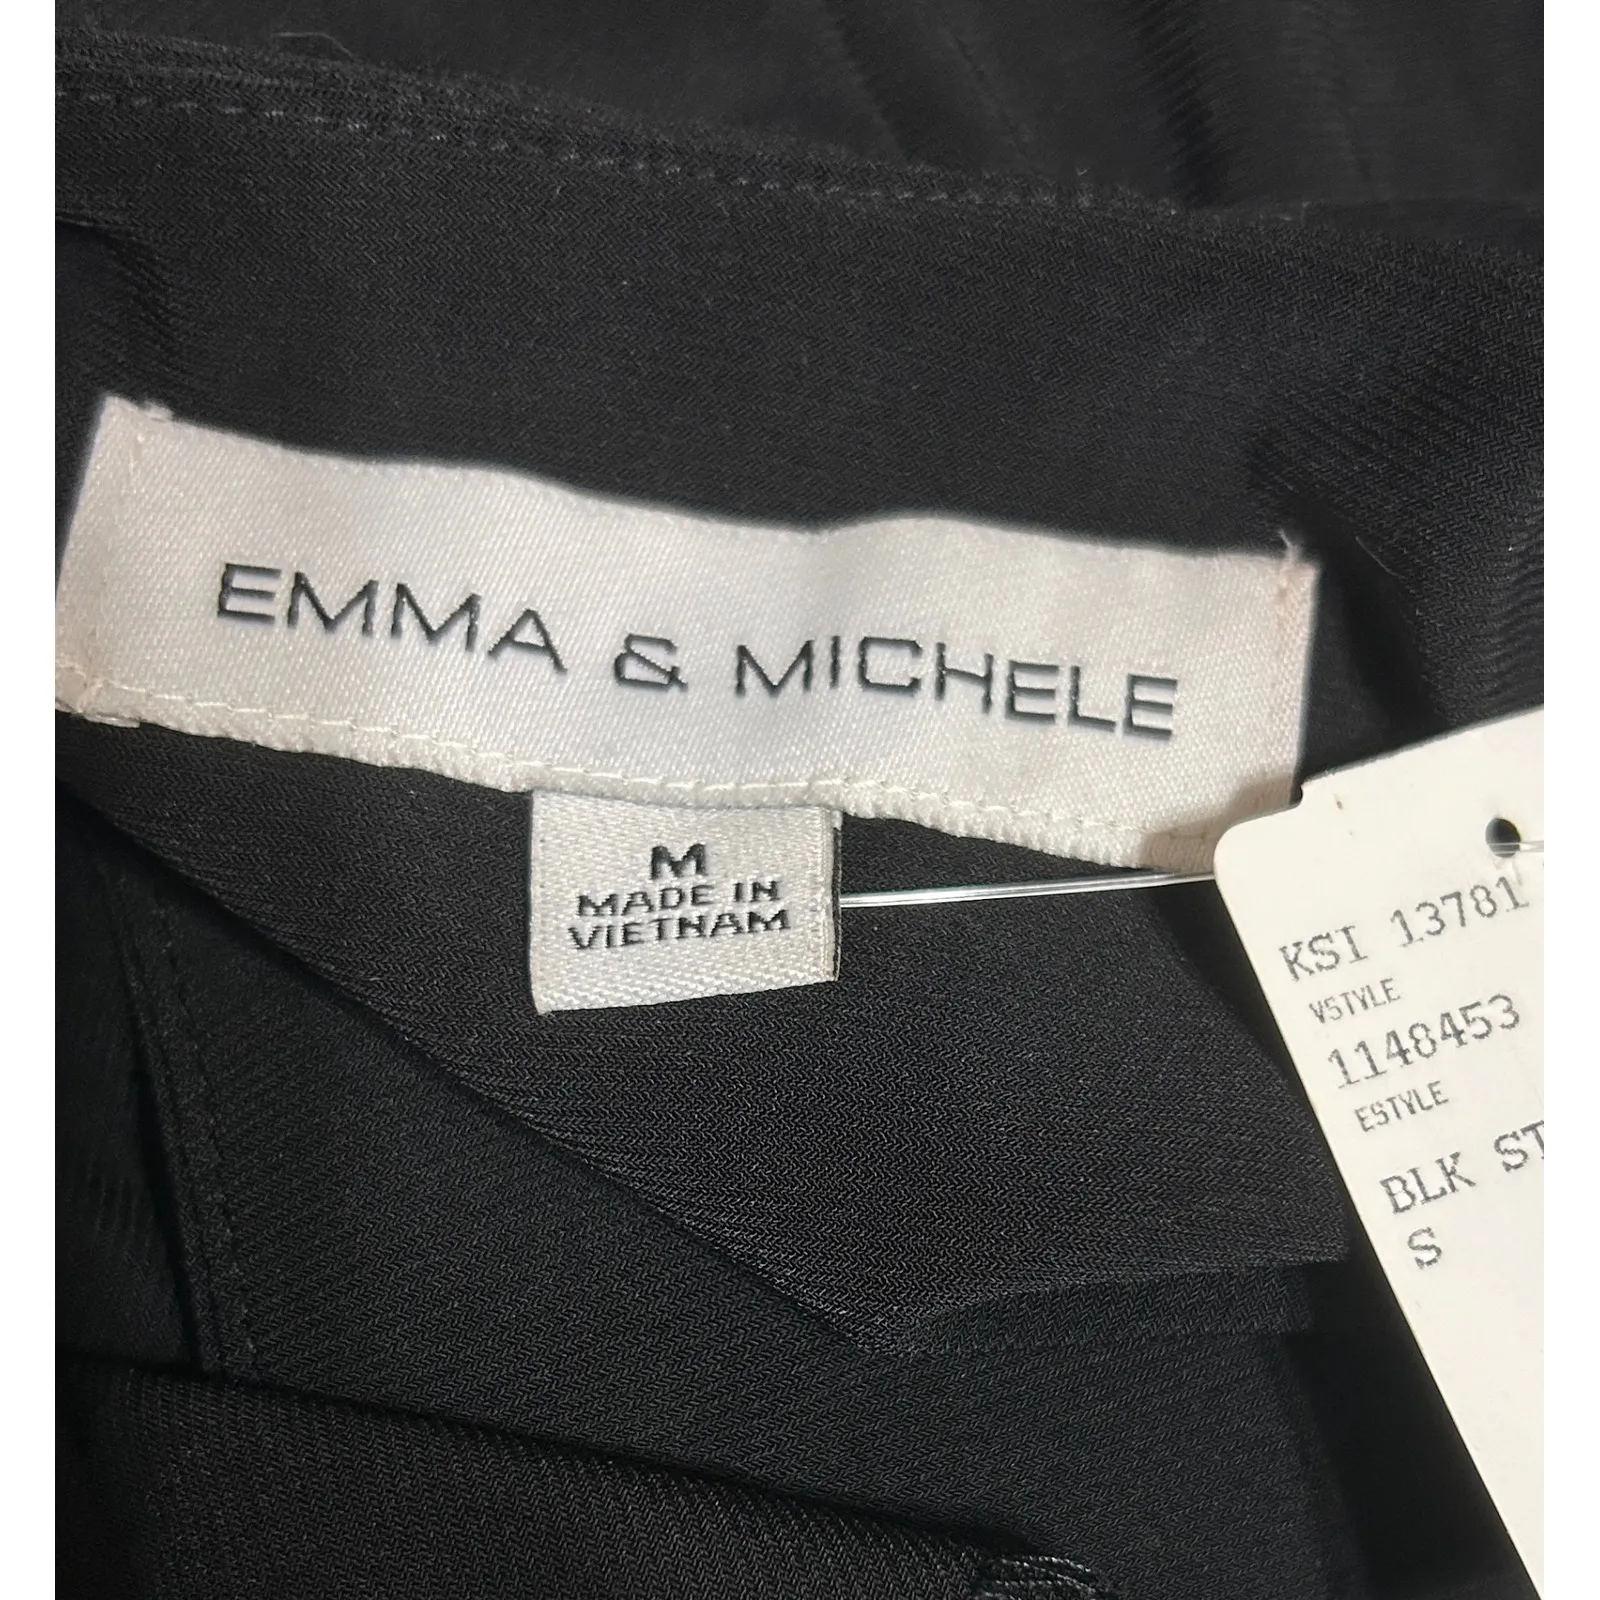 EMMA & MICHELE
M
MADE IN
VIETNAM
KSI 13781
VSTYLE
1148453
ESTYLE
BLK ST
S